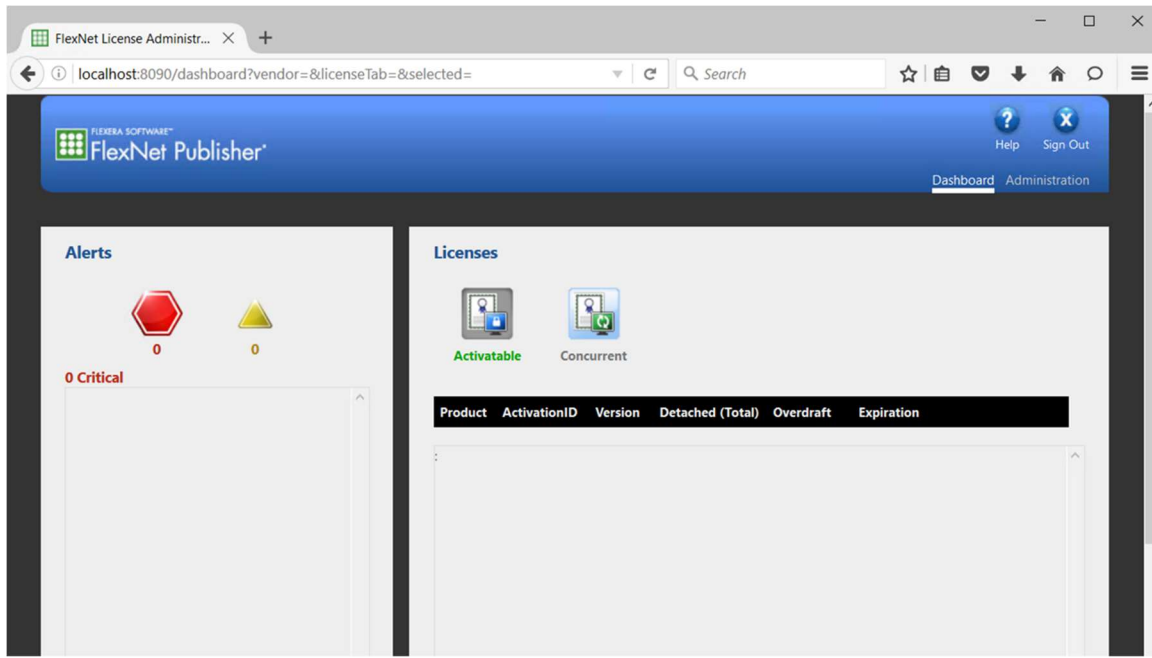 FlexNet License Administr...
localhost:8090/dashboard?vendor=&licenseTab=&selected=
Search
FLEXERA SOFTWARE™
FlexNet Publisher®
Help Sign Out
Dashboard Administration
Alerts
0 0
0 Critical
Licenses
Activatable Concurrent
Product ActivationID Version Detached (Total) Overdraft Expiration
: